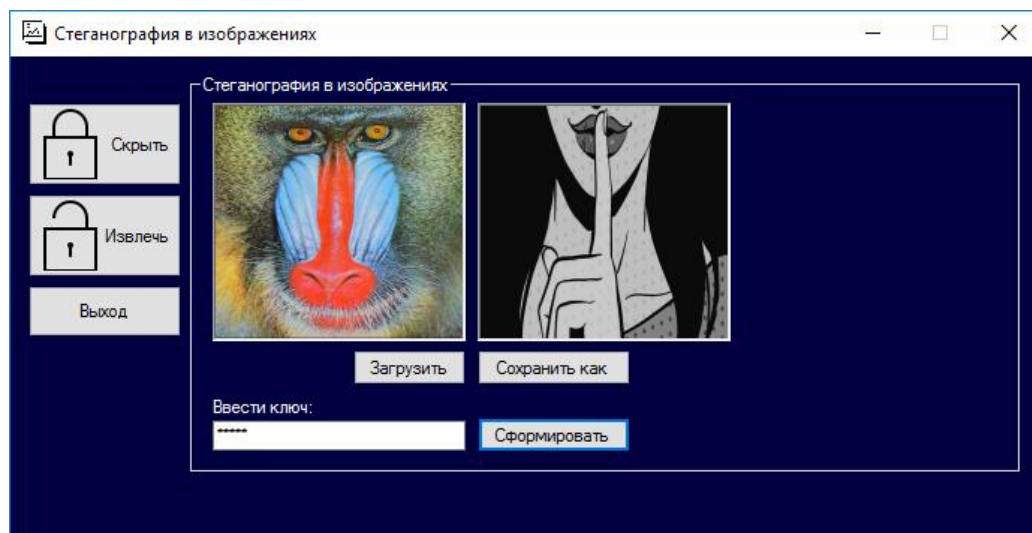 Стеганография в изображениях
Стеганография в изображениях
Скрыть
Извлечь
Выход
Загрузить
Сохранить как
Ввести ключ:
*****
Сформировать